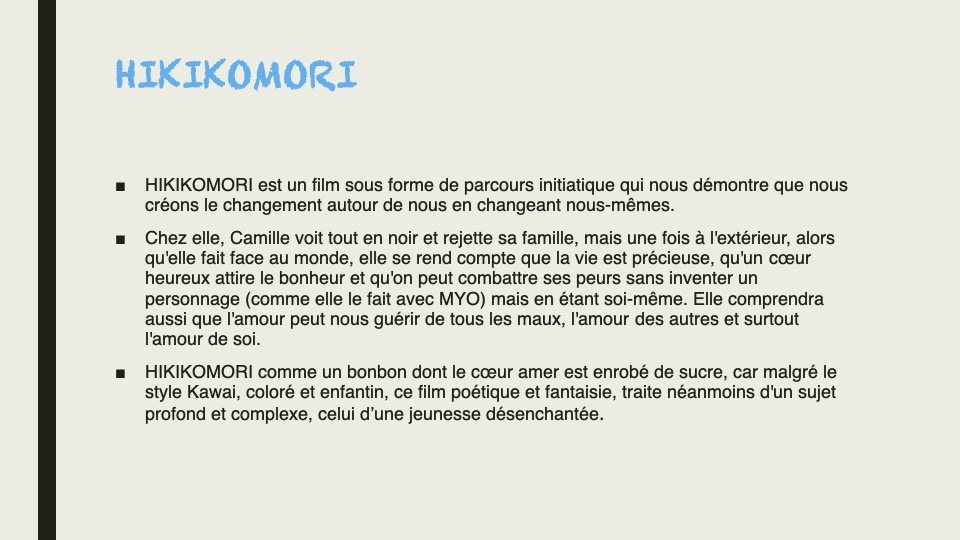 HIKIKOMORI
■ HIKIKOMORI est un film sous forme de parcours initiatique qui nous démontre que nous
créons le changement autour de nous en changeant nous-mêmes.
■ Chez elle, Camille voit tout en noir et rejette sa famille, mais une fois à l'extérieur, alors
qu'elle fait face au monde, elle se rend compte que la vie est précieuse, qu'un cœur
heureux attire le bonheur et qu'on peut combattre ses peurs sans inventer un
personnage (comme elle le fait avec MYO) mais en étant soi-même. Elle comprendra
aussi que l'amour peut nous guérir de tous les maux, l'amour des autres et surtout
l'amour de soi.
■ HIKIKOMORI comme un bonbon dont le cœur amer est enrobé de sucre, car malgré le
style Kawai, coloré et enfantin, ce film poétique et fantaisie, traite néanmoins d'un sujet
profond et complexe, celui d’une jeunesse désenchantée.